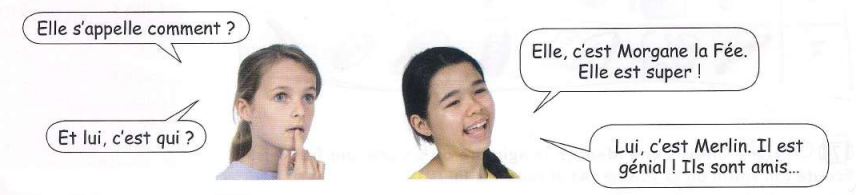 Elle s'appelle comment ?
Elle, c'est Morgane la Fée.
Elle est super !
Et lui, c'est qui ?
Lui, c'est Merlin. Il est
génial ! Ils sont amis...